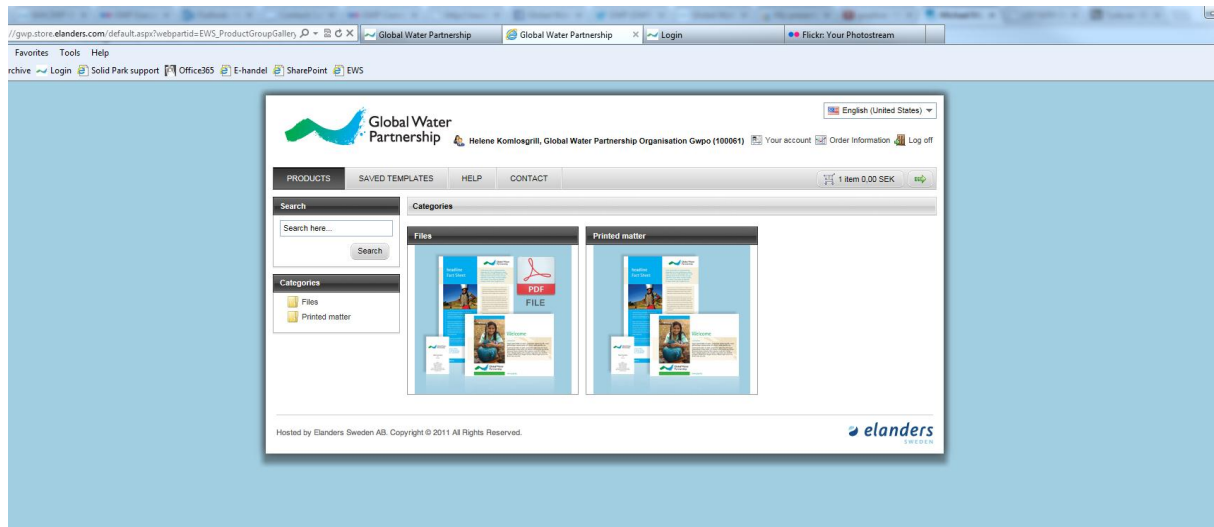 //gwp.store.elanders.com/default.aspx?webpartid=EWS_ProductGroupGallery
Global Water Partnership
Global Water Partnership
Login
Flickr: Your Photostream
Favorites Tools Help
rchive Login Solid Park support Office365 E-handel SharePoint EWS
English (United States)
Global Water
Partnership
Helene Komlosgrill, Global Water Partnership Organisation Gwpo (100061) Your account Order Information Log off
PRODUCTS SAVED TEMPLATES HELP CONTACT 1 item 0,00 SEK
Search
Categories
Search here...
Search
Files
Printed matter
Categories
Files
Printed matter
PDF
FILE
Welcome
Welcome
Hosted by Elanders Sweden AB. Copyright © 2011 All Rights Reserved.
elanders
SWEDEN